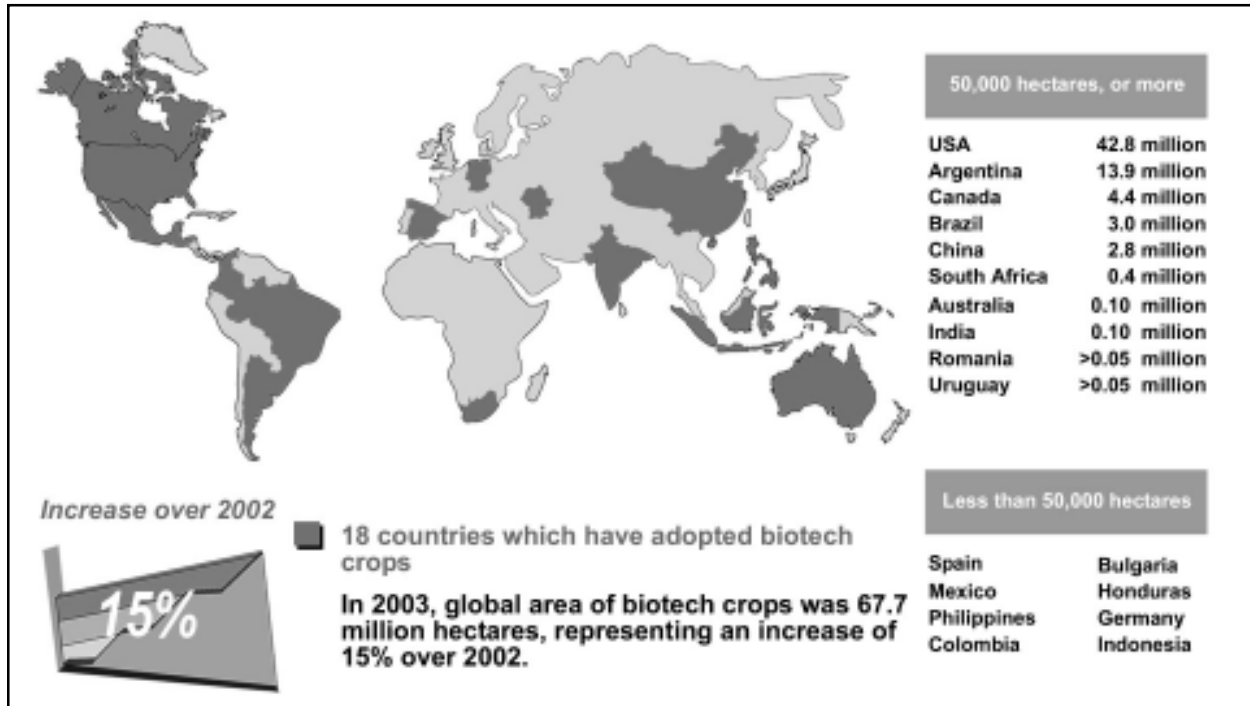 50,000 hectares, or more
USA 42.8 million
Argentina 13.9 million
Canada 4.4 million
Brazil 3.0 million
China 2.8 million
South Africa 0.4 million
Australia 0.10 million
India 0.10 million
Romania >0.05 million
Uruguay >0.05 million
Less than 50,000 hectares
Spain Bulgaria
Mexico Honduras
Philippines Germany
Colombia Indonesia
Increase over 2002
15%
18 countries which have adopted biotech
crops
In 2003, global area of biotech crops was 67.7
million hectares, representing an increase of
15% over 2002.